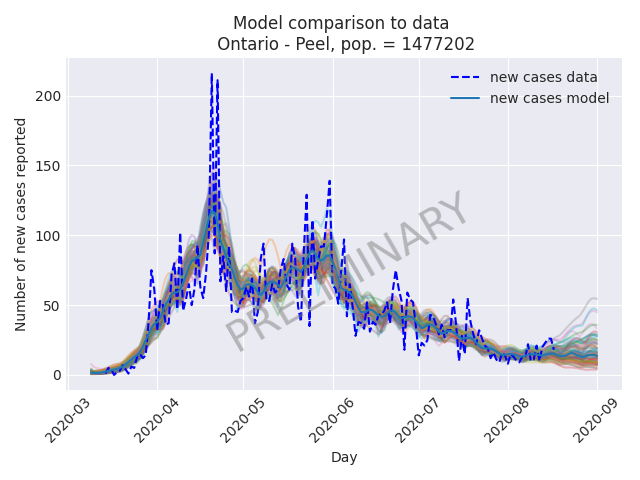 Model comparison to data
Ontario - Peel, pop. = 1477202
new cases data
new cases model
Number of new cases reported
200
150
100
50
0
PRELIMINARY
2020-03
2020-04
2020-05
2020-06
2020-07
2020-08
2020-09
Day